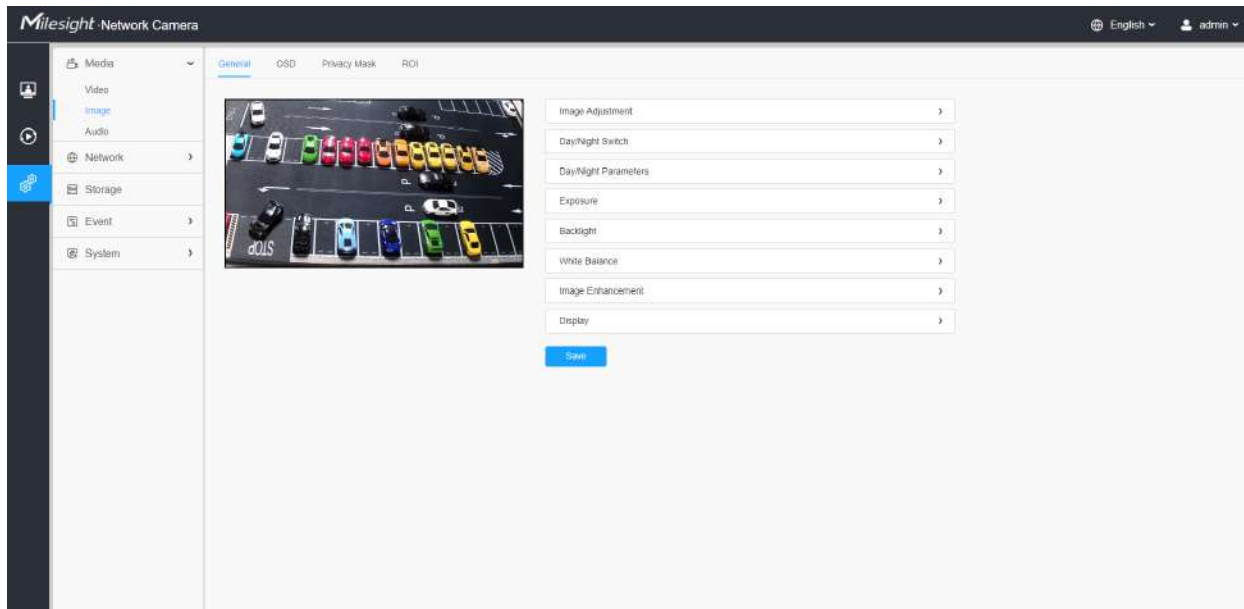 Milesight · Network Camera
English
admin
Media
Video
Image
Audio
Network
Storage
Event
System
General OSD Privacy Mask ROI
P
P
P
STOP
Image Adjustment
Day/Night Switch
Day/Night Parameters
Exposure
Backlight
White Balance
Image Enhancement
Display
Save